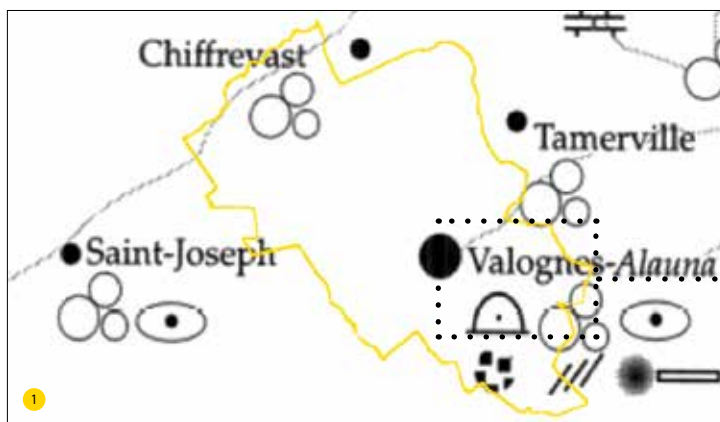 Chiffrevast
Tamerville
Saint-Joseph
Valognes-Alauna
1